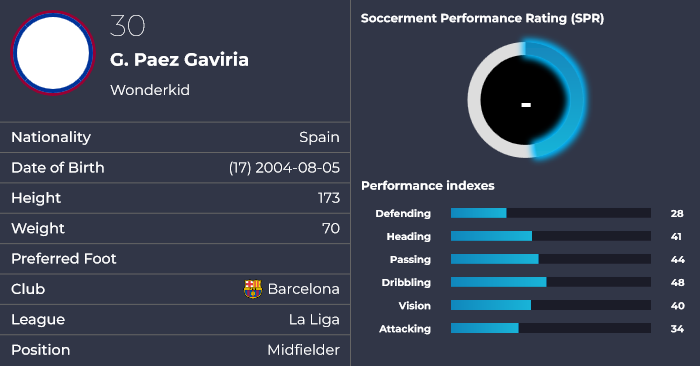 30
G. Paez Gaviria
Wonderkid
Nationality Spain
Date of Birth (17) 2004-08-05
Height 173
Weight 70
Preferred Foot
Club Barcelona
League La Liga
Position Midfielder
Soccerment Performance Rating (SPR)
-
Performance indexes
Defending 28
Heading 41
Passing 44
Dribbling 48
Vision 40
Attacking 34